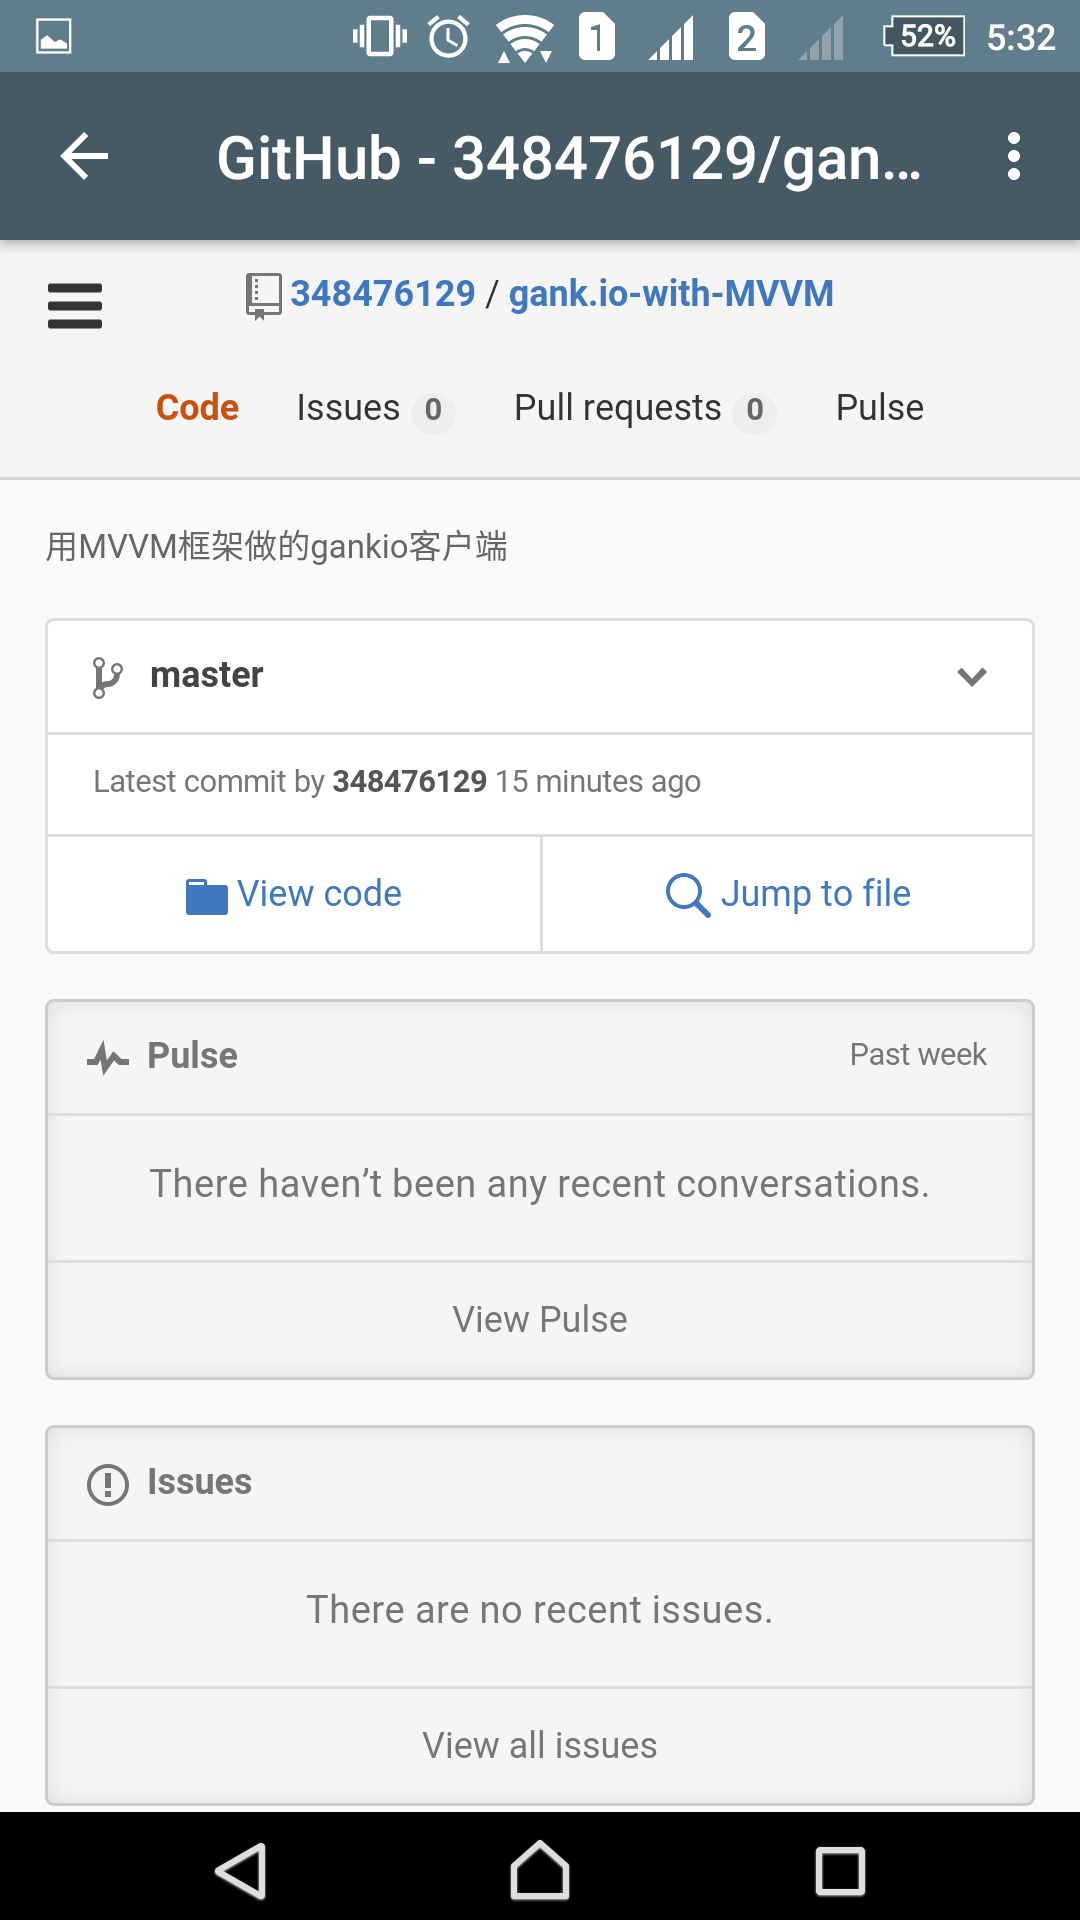 1 2 52% 5:32
GitHub - 348476129/gan...
348476129 / gank.io-with-MVVM
Code Issues 0 Pull requests 0 Pulse
用MVVM框架做的gankio客户端
master
Latest commit by 348476129 15 minutes ago
View code Jump to file
Pulse Past week
There haven’t been any recent conversations.
View Pulse
Issues
There are no recent issues.
View all issues